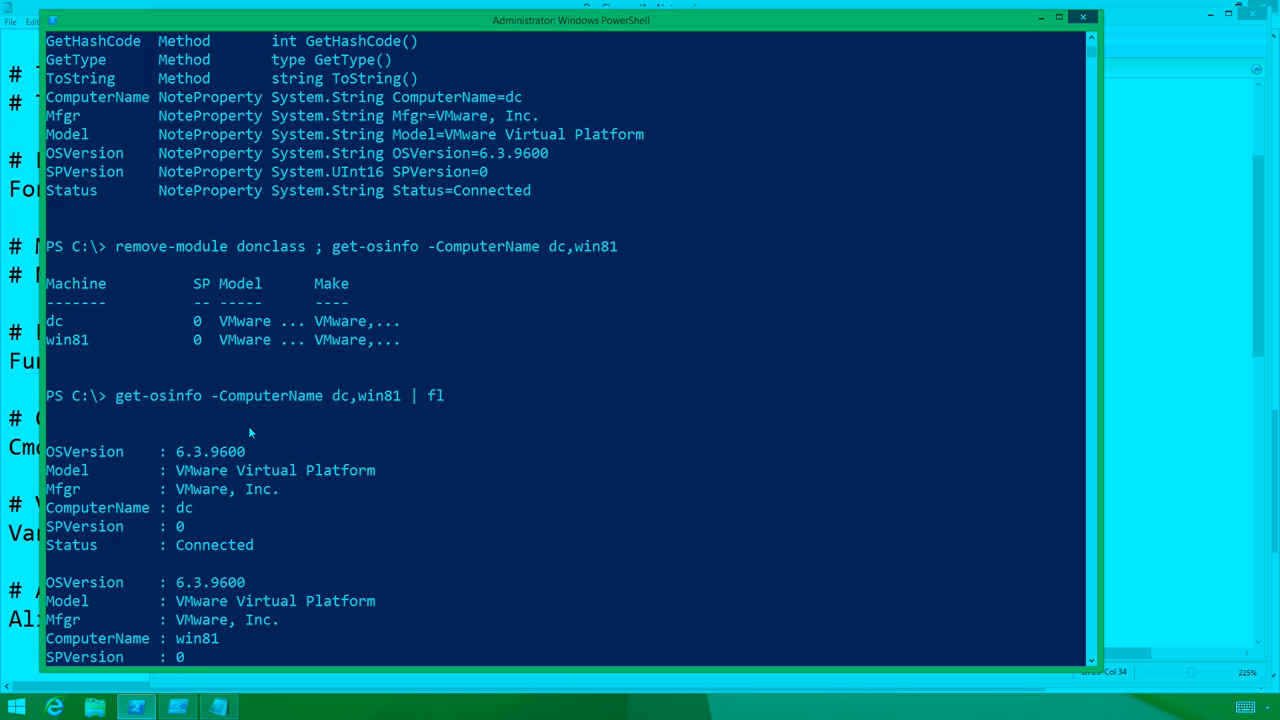 Administrator: Windows PowerShell
File Edit
GetHashCode Method int GetHashCode()
GetType Method type GetType()
ToString Method string ToString()
ComputerName NoteProperty System.String ComputerName=dc
Mfgr NoteProperty System.String Mfgr=VMware, Inc.
Model NoteProperty System.String Model=VMware Virtual Platform
OSVersion NoteProperty System.String OSVersion=6.3.9600
SPVersion NoteProperty System.UInt16 SPVersion=0
Status NoteProperty System.String Status=Connected
PS C:\> remove-module donclass ; get-osinfo -ComputerName dc,win81
Machine SP Model Make
------- -- ----- ----
dc 0 VMware ... VMware,...
win81 0 VMware ... VMware,...
PS C:\> get-osinfo -ComputerName dc,win81 | fl
OSVersion : 6.3.9600
Model : VMware Virtual Platform
Mfgr : VMware, Inc.
ComputerName : dc
SPVersion : 0
Status : Connected
OSVersion : 6.3.9600
Model : VMware Virtual Platform
Mfgr : VMware, Inc.
ComputerName : win81
SPVersion : 0
Col 34
225%